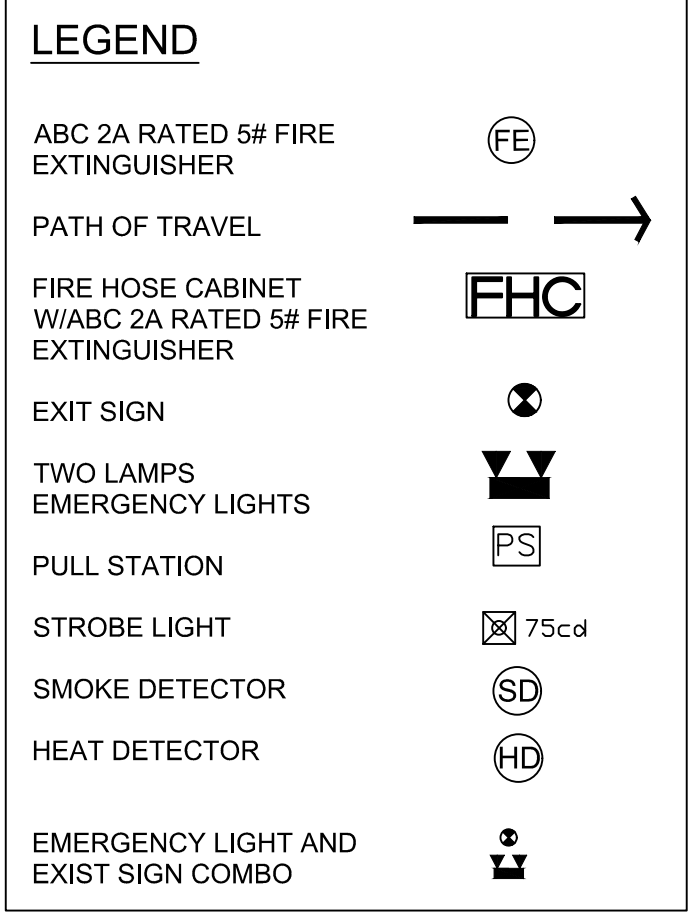 LEGEND
ABC 2A RATED 5# FIRE
EXTINGUISHER
FE
PATH OF TRAVEL
FIRE HOSE CABINET
W/ABC 2A RATED 5# FIRE
EXTINGUISHER
FHC
EXIT SIGN
TWO LAMPS
EMERGENCY LIGHTS
PULL STATION
PS
STROBE LIGHT
75cd
SMOKE DETECTOR
SD
HEAT DETECTOR
HD
EMERGENCY LIGHT AND
EXIST SIGN COMBO